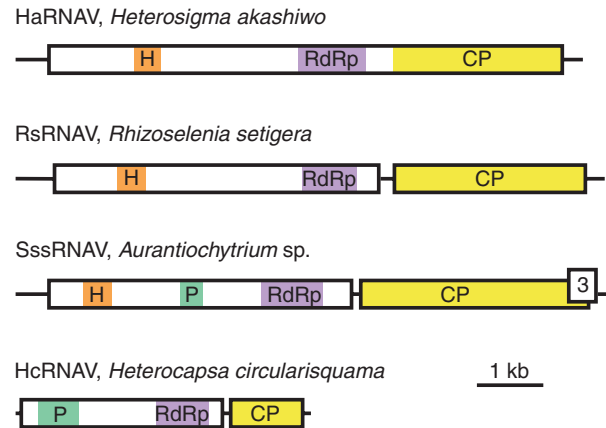 HaRNAV, Heterosigma akashiwo
H RdRp CP
RsRNAV, Rhizoselenia setigera
H RdRp CP
SssRNAV, Aurantiochytrium sp.
H P RdRp CP 3
HcRNAV, Heterocapsa circularisquama
1 kb
P RdRp CP